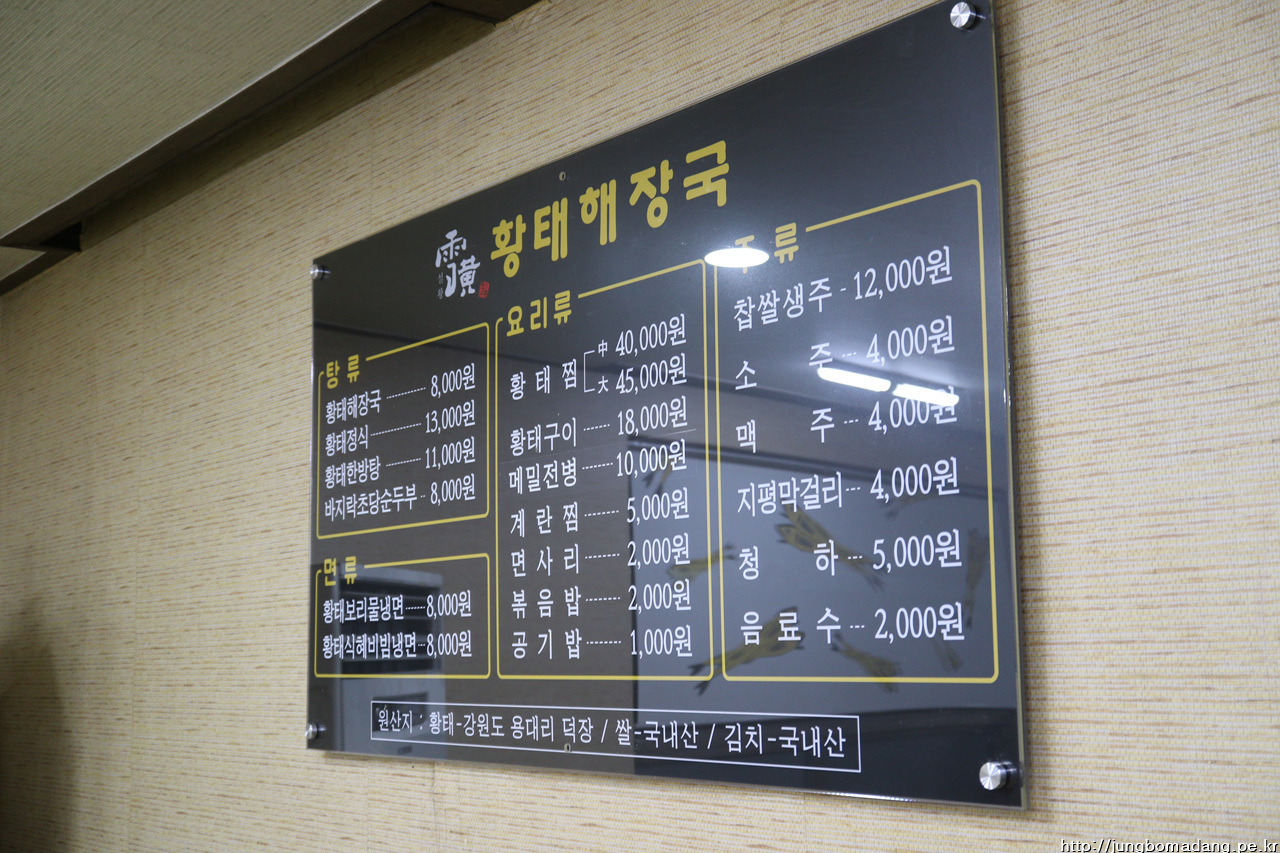 황태해장국
탕류
황태해장국 -------- 8,000원
황태정식 ---------- 13,000원
황태한방탕 ------- 11,000원
바지락초당순두부 -- 8,000원
면류
황태보리물냉면 ---- 8,000원
황태식혜비빔냉면 -- 8,000원
요리류
황태찜 中 40,000원
大 45,000원
황태구이 ------ 18,000원
메밀전병 ------ 10,000원
계란찜 -------- 5,000원
면사리 -------- 2,000원
볶음밥 -------- 2,000원
공기밥 -------- 1,000원
주류
찹쌀생주 - 12,000원
소주 --- 4,000원
맥주 --- 4,000원
지평막걸리 --- 4,000원
청하 --- 5,000원
음료수 --- 2,000원
원산지 : 황태-강원도 용대리 덕장 / 쌀-국내산 / 김치-국내산
http://jungbomadang.pe.kr